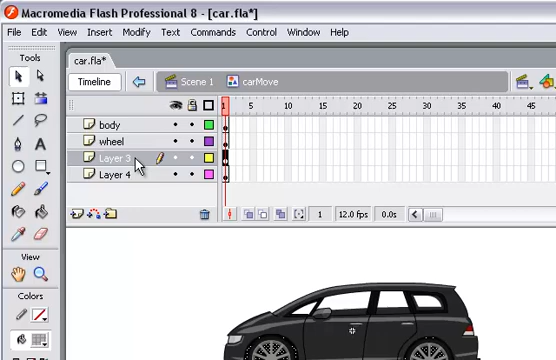 Macromedia Flash Professional 8 - [car.fla*]
File Edit View Insert Modify Text Commands Control Window Help
Tools
car.fla*
Timeline Scene 1 carMove
1 5 10 15 20 25 30 35 40 45
body
wheel
Layer 3
Layer 4
1 12.0 fps 0.0s
View
Colors